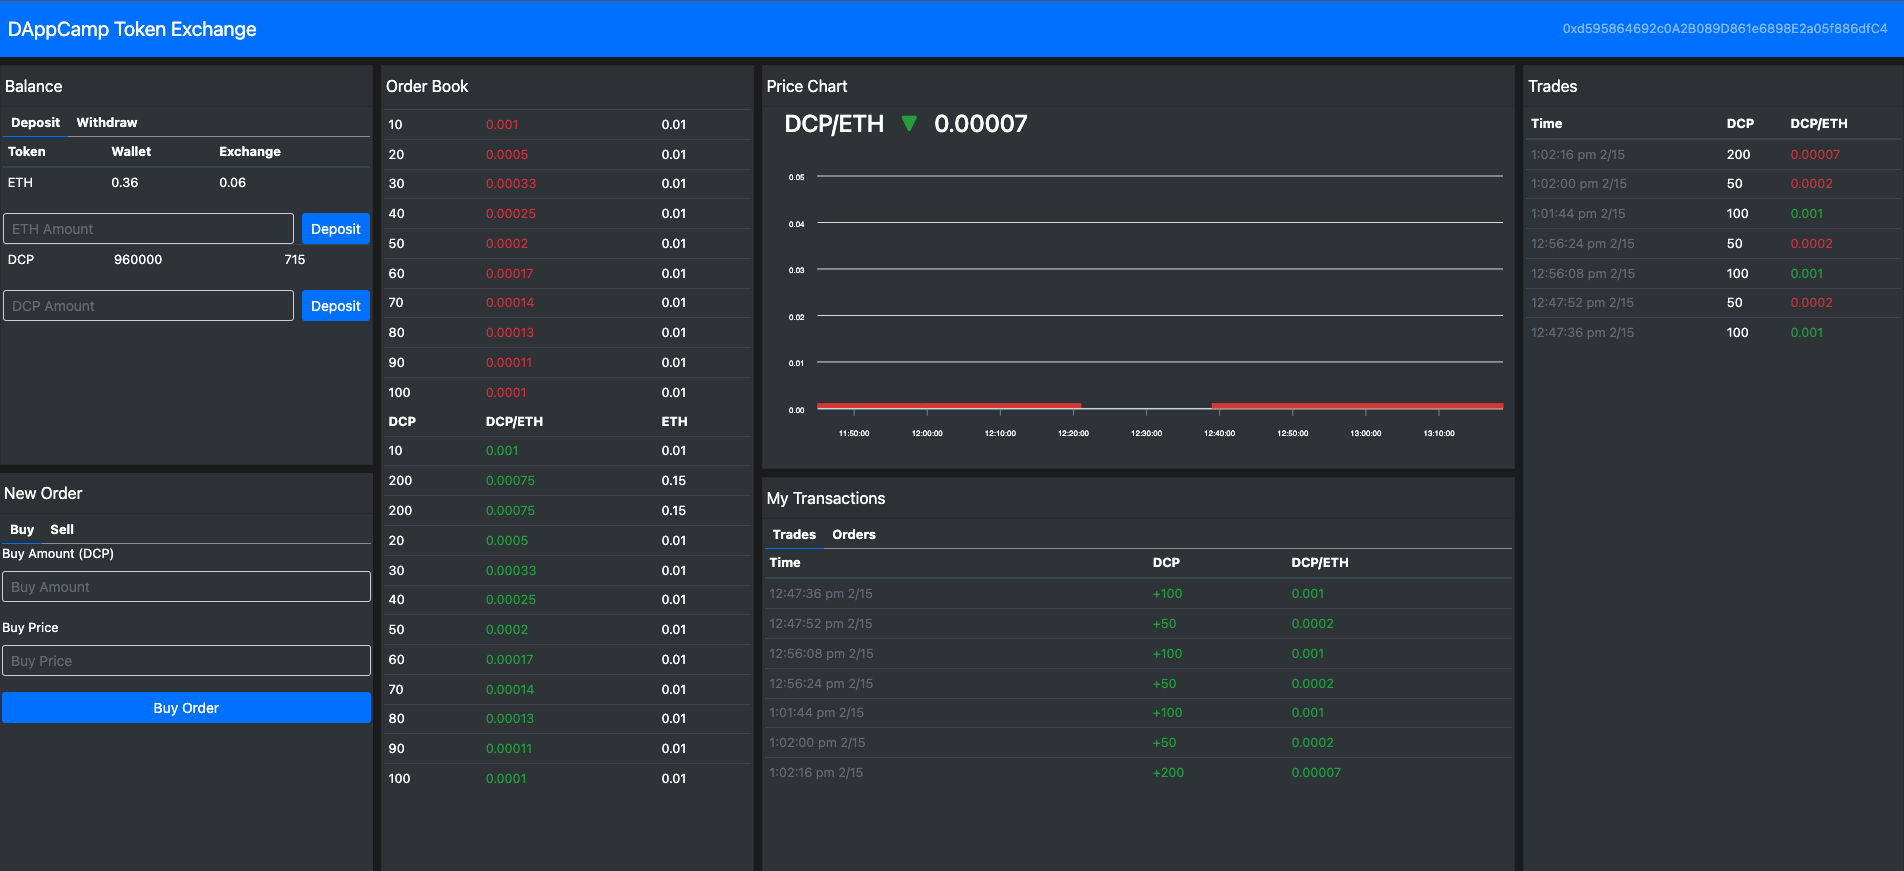 DAppCamp Token Exchange
0xd595864692c0A2B089D861e6898E2a05f886dfC4
Balance
Deposit Withdraw
Token Wallet Exchange
ETH 0.36 0.06
ETH Amount Deposit
DCP 960000 715
DCP Amount Deposit
New Order
Buy Sell
Buy Amount (DCP)
Buy Amount
Buy Price
Buy Price
Buy Order
Order Book
10 0.001 0.01
20 0.0005 0.01
30 0.00033 0.01
40 0.00025 0.01
50 0.0002 0.01
60 0.00017 0.01
70 0.00014 0.01
80 0.00013 0.01
90 0.00011 0.01
100 0.0001 0.01
DCP DCP/ETH ETH
10 0.001 0.01
200 0.00075 0.15
200 0.00075 0.15
20 0.0005 0.01
30 0.00033 0.01
40 0.00025 0.01
50 0.0002 0.01
60 0.00017 0.01
70 0.00014 0.01
80 0.00013 0.01
90 0.00011 0.01
100 0.0001 0.01
Price Chart
DCP/ETH ▼ 0.00007
0.05
0.04
0.03
0.02
0.01
0.00
11:50:00 12:00:00 12:10:00 12:20:00 12:30:00 12:40:00 12:50:00 13:00:00 13:10:00
My Transactions
Trades Orders
Time DCP DCP/ETH
12:47:36 pm 2/15 +100 0.001
12:47:52 pm 2/15 +50 0.0002
12:56:08 pm 2/15 +100 0.001
12:56:24 pm 2/15 +50 0.0002
1:01:44 pm 2/15 +100 0.001
1:02:00 pm 2/15 +50 0.0002
1:02:16 pm 2/15 +200 0.00007
Trades
Time DCP DCP/ETH
1:02:16 pm 2/15 200 0.00007
1:02:00 pm 2/15 50 0.0002
1:01:44 pm 2/15 100 0.001
12:56:24 pm 2/15 50 0.0002
12:56:08 pm 2/15 100 0.001
12:47:52 pm 2/15 50 0.0002
12:47:36 pm 2/15 100 0.001